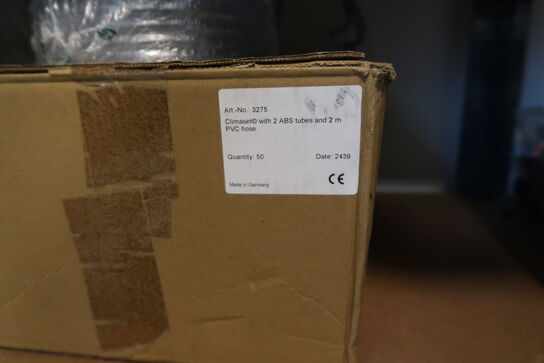 Art.-No.: 3275
Climaset© with 2 ABS tubes and 2 m
PVC hose
Quantity: 50 Date: 2439
Made in Germany CE